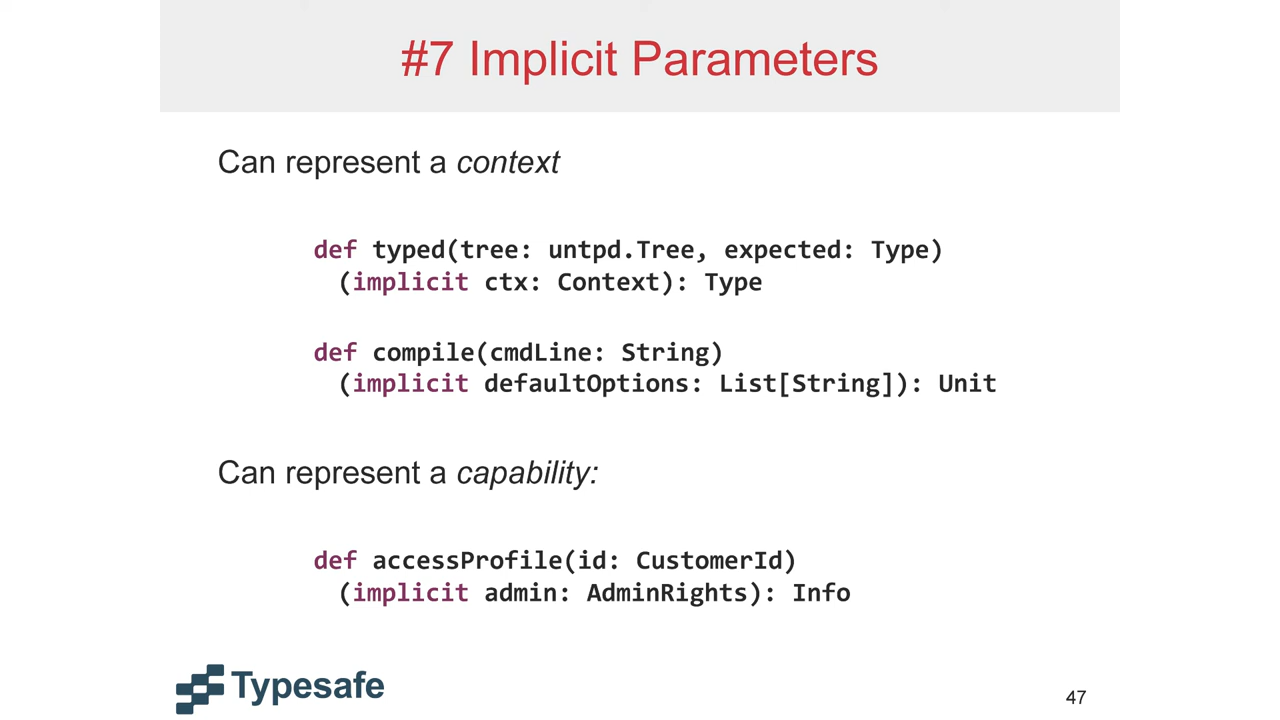 #7 Implicit Parameters
Can represent a context
def typed(tree: untpd.Tree, expected: Type)
(implicit ctx: Context): Type
def compile(cmdLine: String)
(implicit defaultOptions: List[String]): Unit
Can represent a capability:
def accessProfile(id: CustomerId)
(implicit admin: AdminRights): Info
Typesafe
47